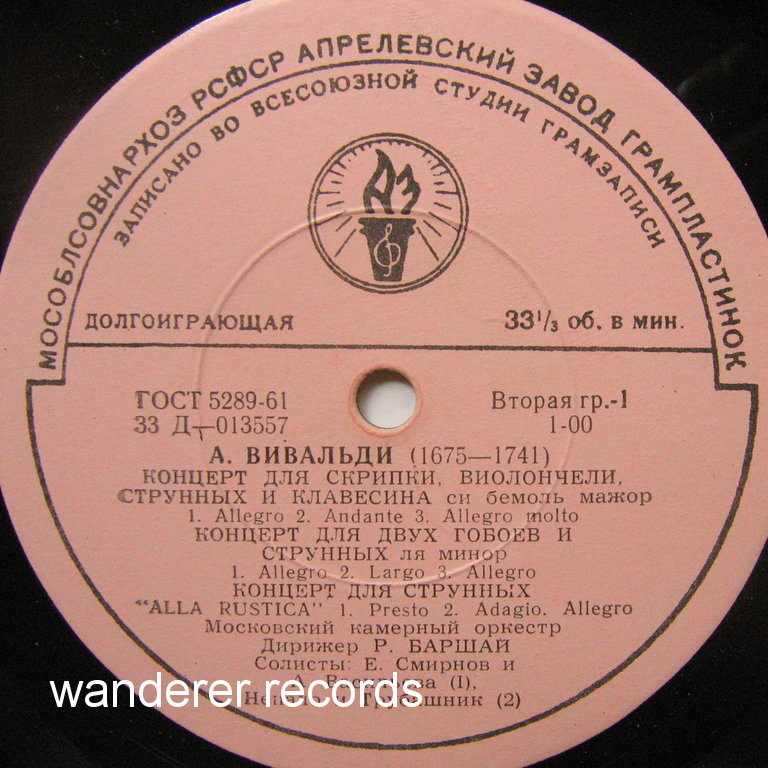 МОСОБЛСОВНАРХОЗ РСФСР АПРЕЛЕВСКИЙ ЗАВОД ГРАМПЛАСТИНОК
ЗАПИСАНО ВО ВСЕСОЮЗНОЙ СТУДИИ ГРАМЗАПИСИ
АЗ
ДОЛГОИГРАЮЩАЯ 33 1/3 об. в мин.
ГОСТ 5289-61 Вторая гр.-1
33 Д—013557 1-00
А. ВИВАЛЬДИ (1675—1741)
КОНЦЕРТ ДЛЯ СКРИПКИ, ВИОЛОНЧЕЛИ,
СТРУННЫХ И КЛАВЕСИНА си бемоль мажор
1. Allegro 2. Andante 3. Allegro molto
КОНЦЕРТ ДЛЯ ДВУХ ГОБОЕВ И
СТРУННЫХ ля минор
1. Allegro 2. Largo 3. Allegro
КОНЦЕРТ ДЛЯ СТРУННЫХ
"ALLA RUSTICA" 1. Presto 2. Adagio. Allegro
Московский камерный оркестр
Дирижер Р. БАРШАЙ
Солисты: Е. Смирнов и
А. (I),
(2)
wanderer records